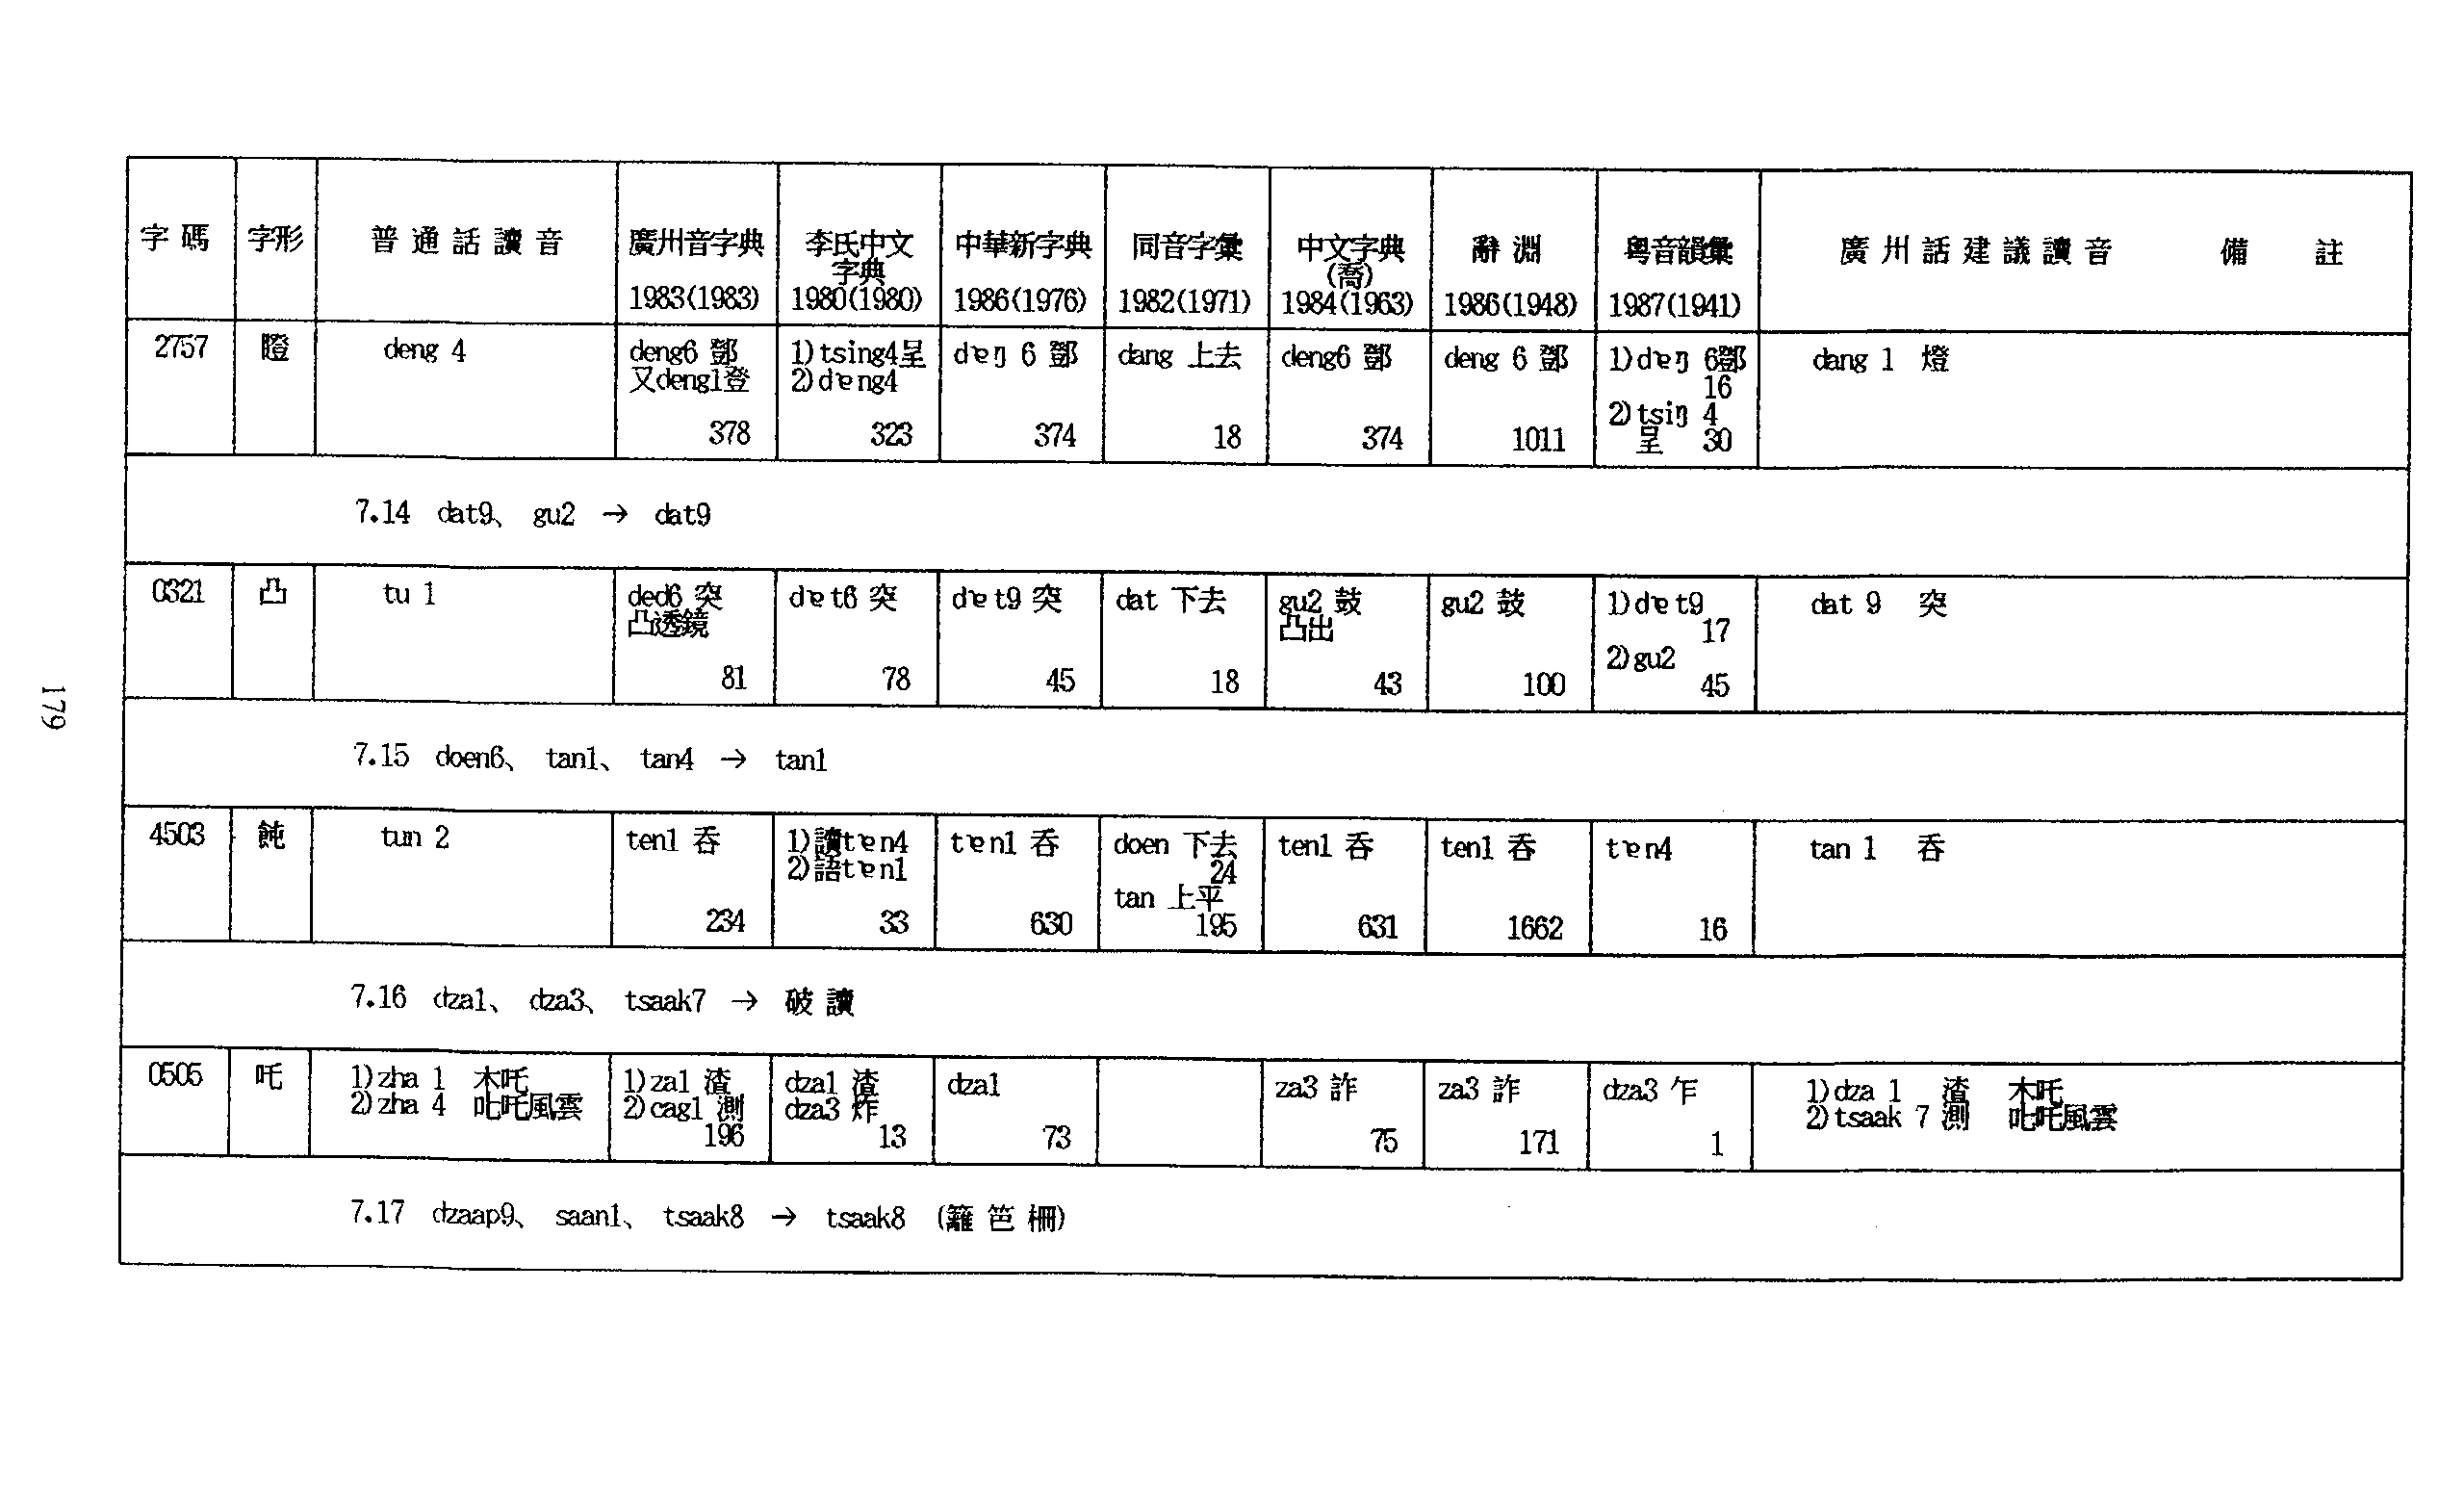 字碼 字形 普通話讀音 廣州音字典 1983(1983) 李氏中文字典 1980(1980) 中華新字典 1986(1976) 同音字彙 1982(1971) 中文字典(喬) 1984(1963) 辭淵 1986(1948) 粵音韻彙 1987(1941) 廣州話建議讀音 備註
2757 瞪 deng 4 deng6 鄧 又deng1登 378 1)tsing4呈 2)dɐng4 323 dɐŋ 6 鄧 374 dang 上去 18 deng6 鄧 374 deng 6 鄧 1011 1)dɐŋ 6鄧 16 2)tsiŋ 4 呈 30 dang 1 燈
7.14 dat9、 gu2 → dat9
0321 凸 tu 1 ded6 突 凸透鏡 81 dɐt6 突 78 dɐt9 突 45 dat 下去 18 gu2 鼓 凸出 43 gu2 鼓 100 1)dɐt9 17 2)gu2 45 dat 9 突
7.15 doen6、 tan1、 tan4 → tan1
4503 飩 tun 2 ten1 吞 234 1)讀tɐn4 2)語tɐn1 33 tɐn1 吞 630 doen 下去 24 tan 上平 195 ten1 吞 631 ten1 吞 1662 tɐn4 16 tan 1 吞
7.16 dza1、 dza3、 tsaak7 → 破讀
0505 吒 1)zha 1 木吒 2)zha 4 叱吒風雲 1)za1 渣 2)cag1 測 196 dza1 渣 dza3 炸 13 dza1 73 za3 詐 75 za3 詐 171 dza3 乍 1 1)dza 1 渣 木吒 2)tsaak 7 測 叱吒風雲
7.17 dzaap9、 saan1、 tsaak8 → tsaak8 (籬笆柵)
179